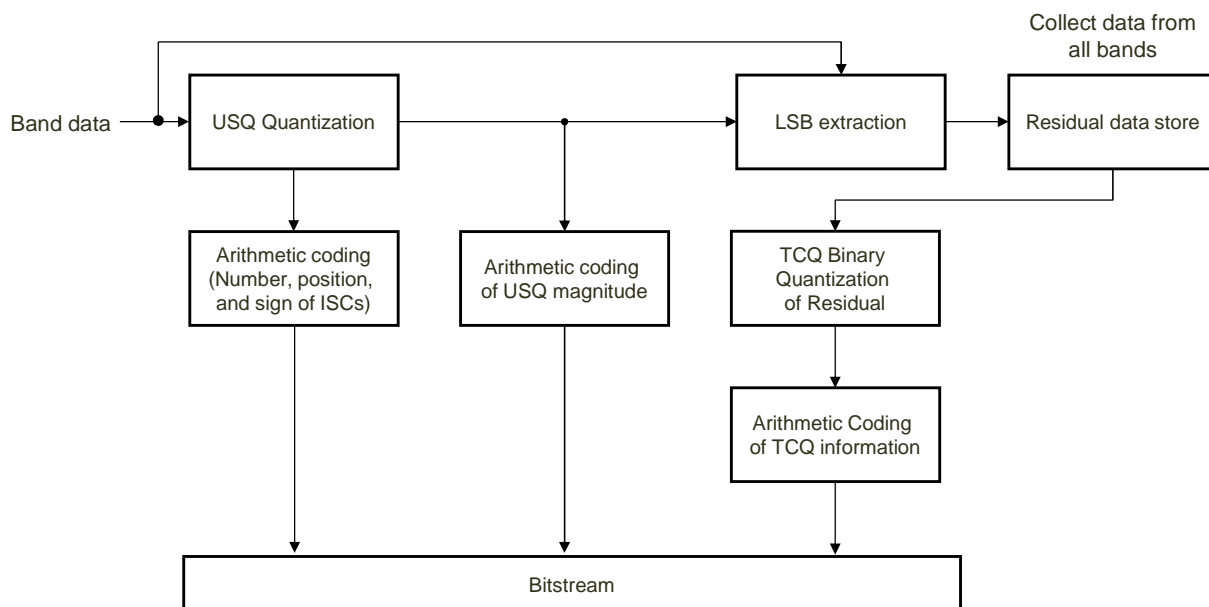 Collect data from
all bands
Band data
USQ Quantization
LSB extraction
Residual data store
Arithmetic coding
(Number, position,
and sign of ISCs)
Arithmetic coding
of USQ magnitude
TCQ Binary
Quantization
of Residual
Arithmetic Coding
of TCQ information
Bitstream